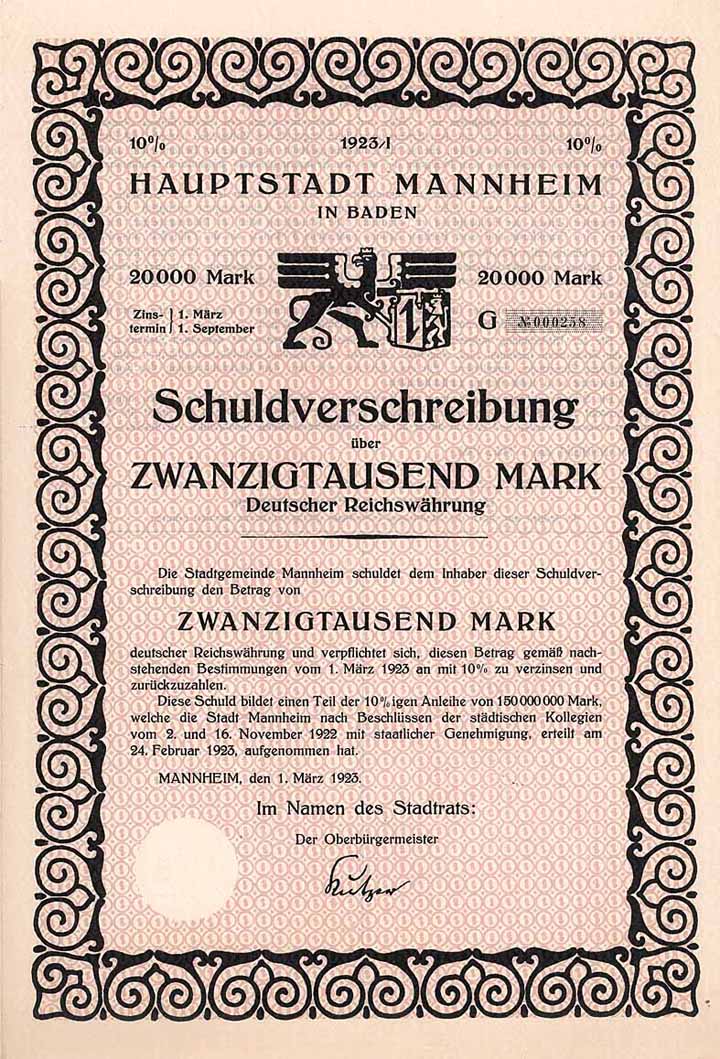 10% 1923/I 10%
HAUPTSTADT MANNHEIM
IN BADEN
20000 Mark 20000 Mark
Zins- 1. März
termin 1. September
G № 000258
Schuldverschreibung
über
ZWANZIGTAUSEND MARK
Deutscher Reichswährung
Die Stadtgemeinde Mannheim schuldet dem Inhaber dieser Schuldver-
schreibung den Betrag von
ZWANZIGTAUSEND MARK
deutscher Reichswährung und verpflichtet sich, diesen Betrag gemäß nach-
stehenden Bestimmungen vom 1. März 1923 an mit 10% zu verzinsen und
zurückzuzahlen.
Diese Schuld bildet einen Teil der 10%igen Anleihe von 150000000 Mark,
welche die Stadt Mannheim nach Beschlüssen der städtischen Kollegien
vom 2. und 16. November 1922 mit staatlicher Genehmigung, erteilt am
24. Februar 1923, aufgenommen hat.
MANNHEIM, den 1. März 1923.
Im Namen des Stadtrats:
Der Oberbürgermeister
Kutzer